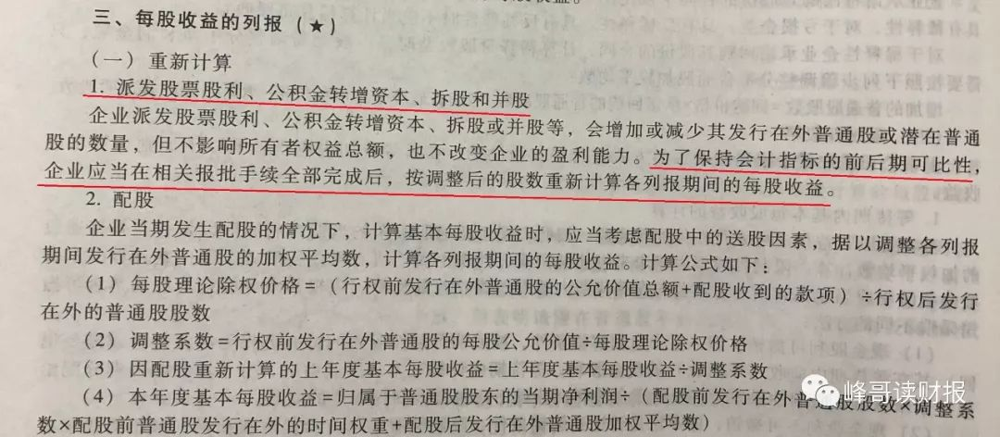 三、每股收益的列报（★）
（一）重新计算
1. 派发股票股利、公积金转增资本、拆股和并股
企业派发股票股利、公积金转增资本、拆股或并股等，会增加或减少其发行在外普通股或潜在普通
股的数量，但不影响所有者权益总额，也不改变企业的盈利能力。为了保持会计指标的前后期可比性，
企业应当在相关报批手续全部完成后，按调整后的股数重新计算各列报期间的每股收益。
2. 配股
企业当期发生配股的情况下，计算基本每股收益时，应当考虑配股中的送股因素，据以调整各列报
期间发行在外普通股的加权平均数，计算各列报期间的每股收益。计算公式如下：
（1）每股理论除权价格=（行权前发行在外普通股的公允价值总额+配股收到的款项）÷行权后发行
在外的普通股股数
（2）调整系数=行权前发行在外普通股的每股公允价值÷每股理论除权价格
（3）因配股重新计算的上年度基本每股收益=上年度基本每股收益÷调整系数
（4）本年度基本每股收益=归属于普通股股东的当期净利润÷（配股前发行在外普通股股数×调整系
数×配股前普通股发行在外的时间权重+配股后发行在外普通股加权平均数）
峰哥读财报